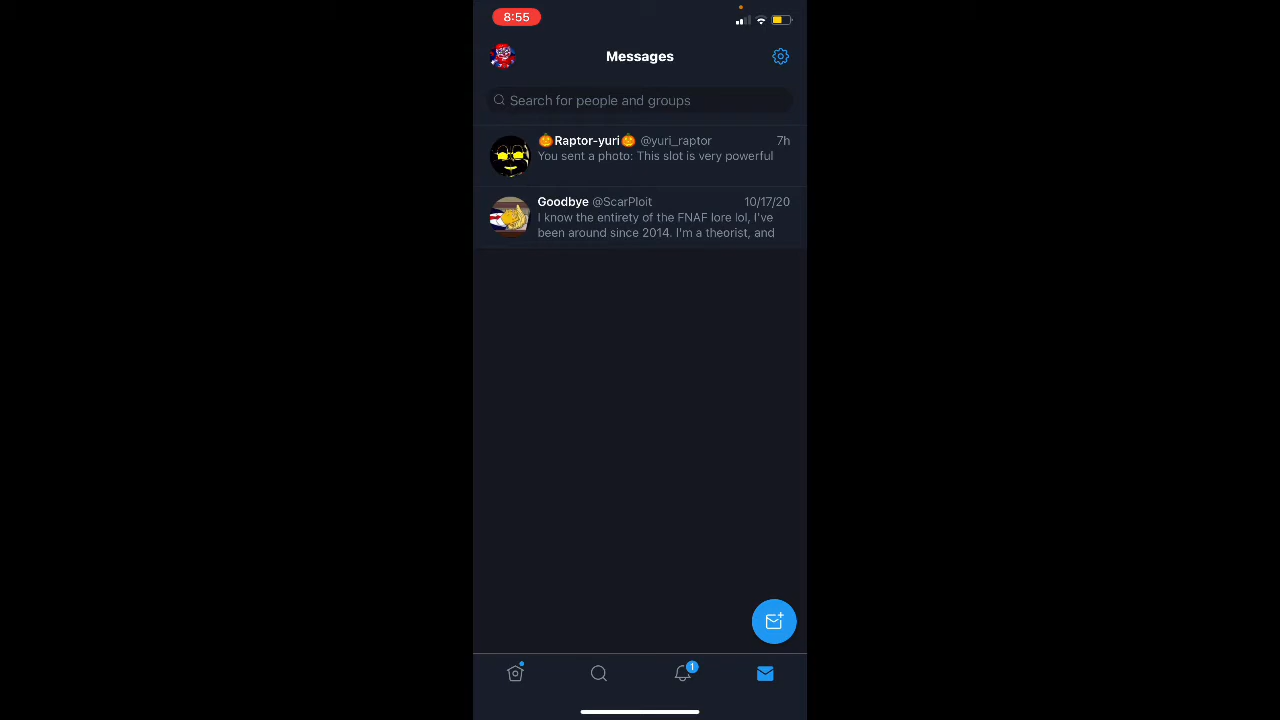 8:55
Messages
Search for people and groups
🎃Raptor-yuri🎃 @yuri_raptor 7h
You sent a photo: This slot is very powerful
Goodbye @ScarPloit 10/17/20
I know the entirety of the FNAF lore lol, I've
been around since 2014. I'm a theorist, and
1